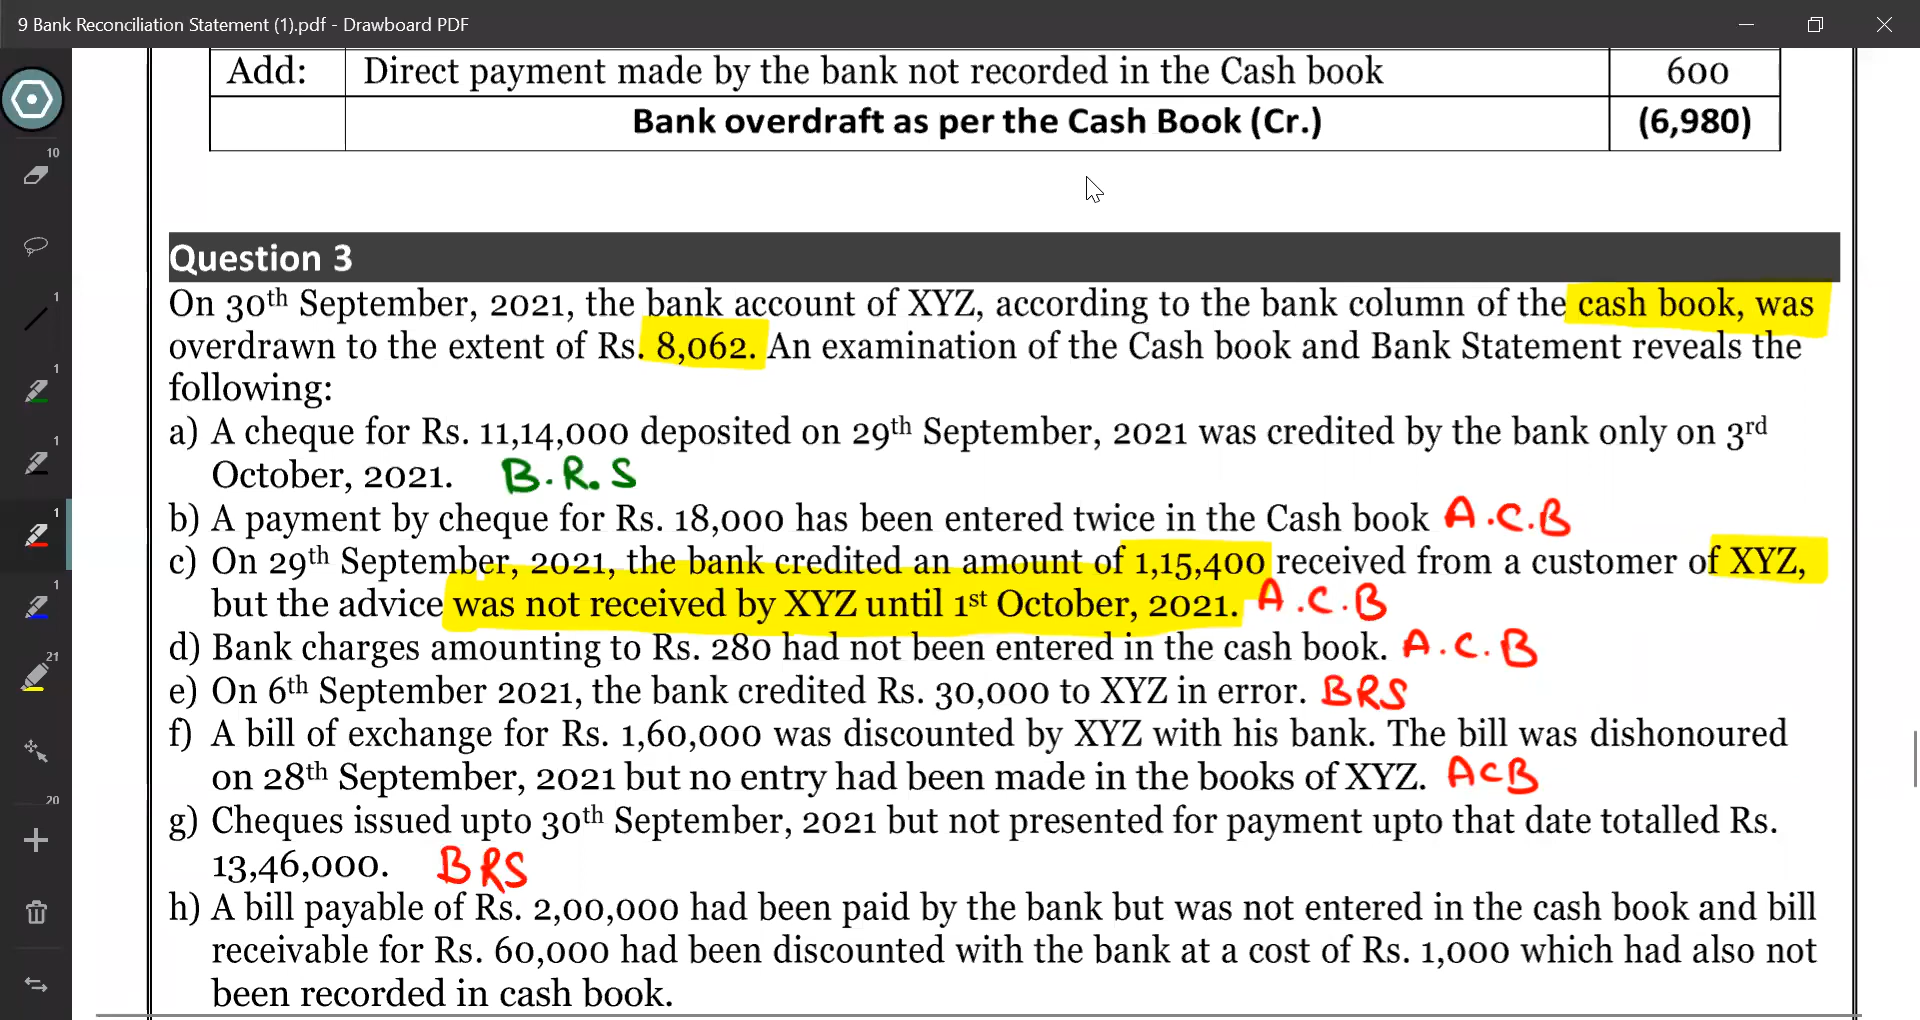 9 Bank Reconciliation Statement (1).pdf - Drawboard PDF
Add: Direct payment made by the bank not recorded in the Cash book 600
Bank overdraft as per the Cash Book (Cr.) (6,980)
10
1
1
1
1
1
21
20
Question 3
On 30th September, 2021, the bank account of XYZ, according to the bank column of the cash book, was
overdrawn to the extent of Rs. 8,062. An examination of the Cash book and Bank Statement reveals the
following:
a) A cheque for Rs. 11,14,000 deposited on 29th September, 2021 was credited by the bank only on 3rd
October, 2021. B.R.S
b) A payment by cheque for Rs. 18,000 has been entered twice in the Cash book A.C.B
c) On 29th September, 2021, the bank credited an amount of 1,15,400 received from a customer of XYZ,
but the advice was not received by XYZ until 1st October, 2021. A.C.B
d) Bank charges amounting to Rs. 280 had not been entered in the cash book. A.C.B
e) On 6th September 2021, the bank credited Rs. 30,000 to XYZ in error. BRS
f) A bill of exchange for Rs. 1,60,000 was discounted by XYZ with his bank. The bill was dishonoured
on 28th September, 2021 but no entry had been made in the books of XYZ. ACB
g) Cheques issued upto 30th September, 2021 but not presented for payment upto that date totalled Rs.
13,46,000. BRS
h) A bill payable of Rs. 2,00,000 had been paid by the bank but was not entered in the cash book and bill
receivable for Rs. 60,000 had been discounted with the bank at a cost of Rs. 1,000 which had also not
been recorded in cash book.